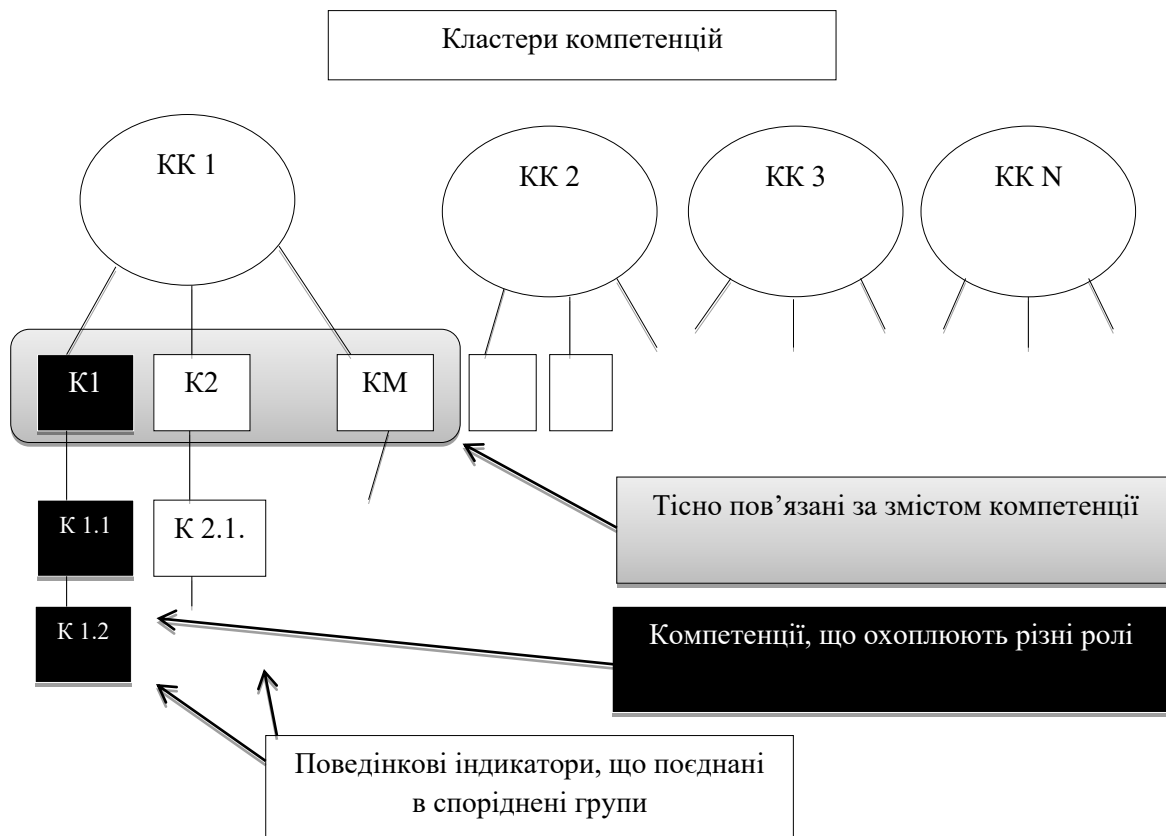 Кластери компетенцій
КК 1
КК 2
КК 3
КК N
К1
К2
КМ
К 1.1
К 2.1.
Тісно пов’язані за змістом компетенції
К 1.2
Компетенції, що охоплюють різні ролі
Поведінкові індикатори, що поєднані
в споріднені групи